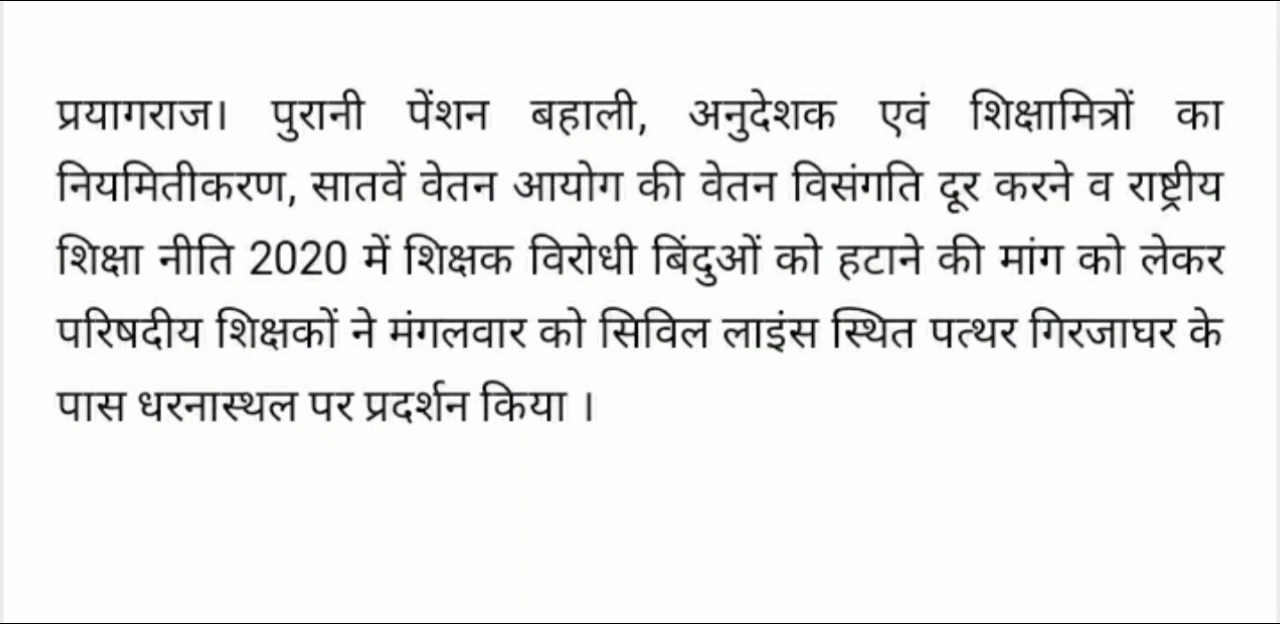 प्रयागराज। पुरानी पेंशन बहाली, अनुदेशक एवं शिक्षामित्रों का
नियमितीकरण, सातवें वेतन आयोग की वेतन विसंगति दूर करने व राष्ट्रीय
शिक्षा नीति 2020 में शिक्षक विरोधी बिंदुओं को हटाने की मांग को लेकर
परिषदीय शिक्षकों ने मंगलवार को सिविल लाइंस स्थित पत्थर गिरजाघर के
पास धरनास्थल पर प्रदर्शन किया ।